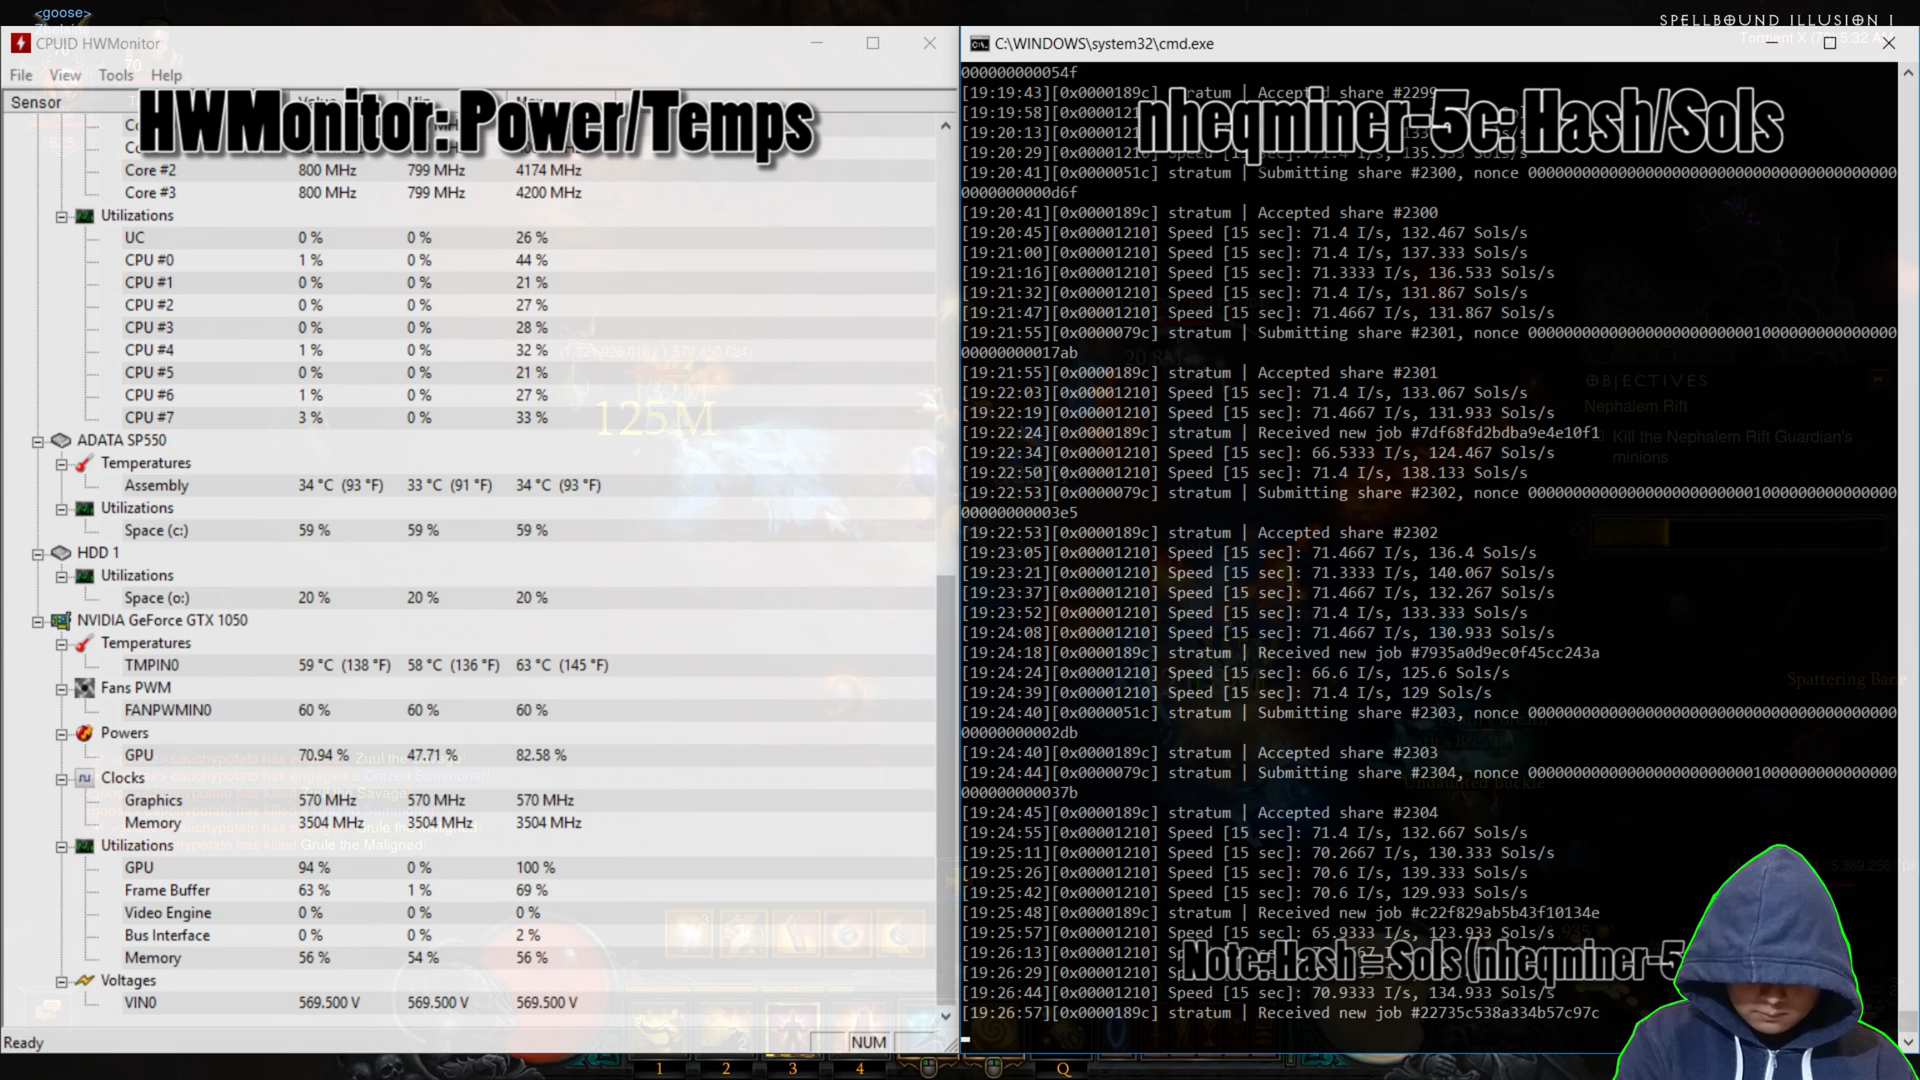 <goose>
SPELLBOUND ILLUSION I
CPUID HWMonitor
File View Tools Help
Sensor
HWMonitor: Power/Temps
Core #2 800 MHz 799 MHz 4174 MHz
Core #3 800 MHz 799 MHz 4200 MHz
Utilizations
UC 0 % 0 % 26 %
CPU #0 1 % 0 % 44 %
CPU #1 0 % 0 % 21 %
CPU #2 0 % 0 % 27 %
CPU #3 0 % 0 % 28 %
CPU #4 1 % 0 % 32 %
CPU #5 0 % 0 % 21 %
CPU #6 1 % 0 % 27 %
CPU #7 3 % 0 % 33 %
125M
ADATA SP550
Temperatures
Assembly 34 °C (93 °F) 33 °C (91 °F) 34 °C (93 °F)
Utilizations
Space (c:) 59 % 59 % 59 %
HDD 1
Utilizations
Space (o:) 20 % 20 % 20 %
NVIDIA GeForce GTX 1050
Temperatures
TMPIN0 59 °C (138 °F) 58 °C (136 °F) 63 °C (145 °F)
Fans PWM
FANPWMIN0 60 % 60 % 60 %
Powers
GPU 70.94 % 47.71 % 82.58 %
Clocks
Graphics 570 MHz 570 MHz 570 MHz
Memory 3504 MHz 3504 MHz 3504 MHz
Utilizations
GPU 94 % 0 % 100 %
Frame Buffer 63 % 1 % 69 %
Video Engine 0 % 0 % 0 %
Bus Interface 0 % 0 % 2 %
Memory 56 % 54 % 56 %
Voltages
VIN0 569.500 V 569.500 V 569.500 V
Ready
NUM
1 2 3 4 Q
C:\WINDOWS\system32\cmd.exe
000000000054f
nheqminer-5c: Hash/Sols
[19:19:43][0x0000189c] stratum | Accepted share #2299
[19:20:41][0x0000051c] stratum | Submitting share #2300, nonce 00000000000000000000000000000000000000000
0000000000d6f
[19:20:41][0x0000189c] stratum | Accepted share #2300
[19:20:45][0x00001210] Speed [15 sec]: 71.4 I/s, 132.467 Sols/s
[19:21:00][0x00001210] Speed [15 sec]: 71.4 I/s, 137.333 Sols/s
[19:21:16][0x00001210] Speed [15 sec]: 71.3333 I/s, 136.533 Sols/s
[19:21:32][0x00001210] Speed [15 sec]: 71.4 I/s, 131.867 Sols/s
[19:21:47][0x00001210] Speed [15 sec]: 71.4667 I/s, 131.867 Sols/s
[19:21:55][0x0000079c] stratum | Submitting share #2301, nonce 00000000000000000000000001000000000000000
00000000017ab
[19:21:55][0x0000189c] stratum | Accepted share #2301
[19:22:03][0x00001210] Speed [15 sec]: 71.4 I/s, 133.067 Sols/s
[19:22:19][0x00001210] Speed [15 sec]: 71.4667 I/s, 131.933 Sols/s
[19:22:24][0x0000189c] stratum | Received new job #7df68fd2bdba9e4e10f1
[19:22:34][0x00001210] Speed [15 sec]: 66.5333 I/s, 124.467 Sols/s
[19:22:50][0x00001210] Speed [15 sec]: 71.4 I/s, 138.133 Sols/s
[19:22:53][0x0000079c] stratum | Submitting share #2302, nonce 00000000000000000000000001000000000000000
00000000003e5
[19:22:53][0x0000189c] stratum | Accepted share #2302
[19:23:05][0x00001210] Speed [15 sec]: 71.4667 I/s, 136.4 Sols/s
[19:23:21][0x00001210] Speed [15 sec]: 71.3333 I/s, 140.067 Sols/s
[19:23:37][0x00001210] Speed [15 sec]: 71.4667 I/s, 132.267 Sols/s
[19:23:52][0x00001210] Speed [15 sec]: 71.4 I/s, 133.333 Sols/s
[19:24:08][0x00001210] Speed [15 sec]: 71.4667 I/s, 130.933 Sols/s
[19:24:18][0x0000189c] stratum | Received new job #7935a0d9ec0f45cc243a
[19:24:24][0x00001210] Speed [15 sec]: 66.6 I/s, 125.6 Sols/s
[19:24:39][0x00001210] Speed [15 sec]: 71.4 I/s, 129 Sols/s
[19:24:40][0x0000051c] stratum | Submitting share #2303, nonce 00000000000000000000000000000000000000000
00000000002db
[19:24:40][0x0000189c] stratum | Accepted share #2303
[19:24:44][0x0000079c] stratum | Submitting share #2304, nonce 00000000000000000000000001000000000000000
000000000037b
[19:24:45][0x0000189c] stratum | Accepted share #2304
[19:24:55][0x00001210] Speed [15 sec]: 71.4 I/s, 132.667 Sols/s
[19:25:11][0x00001210] Speed [15 sec]: 70.2667 I/s, 130.333 Sols/s
[19:25:26][0x00001210] Speed [15 sec]: 70.6 I/s, 139.333 Sols/s
[19:25:42][0x00001210] Speed [15 sec]: 70.6 I/s, 129.933 Sols/s
[19:25:48][0x0000189c] stratum | Received new job #c22f829ab5b43f10134e
[19:25:57][0x00001210] Speed [15 sec]: 65.9333 I/s, 123.933 Sols/s
Note: Hash = Sols (nheqminer-5
[19:26:44][0x00001210] Speed [15 sec]: 70.9333 I/s, 134.933 Sols/s
[19:26:57][0x0000189c] stratum | Received new job #22735c538a334b57c97c
OBJECTIVES
Nephalem Rift
Kill the Nephalem Rift Guardian's
minions